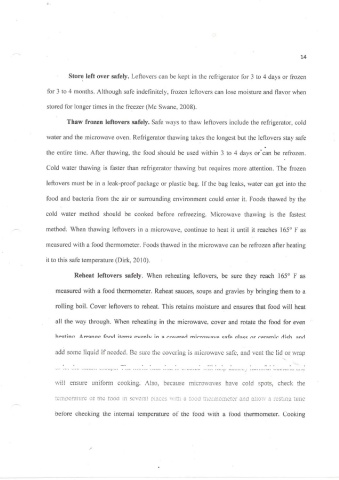 14
Store left over safely. Leftovers can be kept in the refrigerator for 3 to 4 days or frozen
for 3 to 4 months. Although safe indefinitely, frozen leftovers can lose moisture and flavor when
stored for longer times in the freezer (Mc Swane, 2008).
Thaw frozen leftovers safely. Safe ways to thaw leftovers include the refrigerator, cold
water and the microwave oven. Refrigerator thawing takes the longest but the leftovers stay safe
the entire time. After thawing, the food should be used within 3 to 4 days or can be refrozen.
Cold water thawing is faster than refrigerator thawing but requires more attention. The frozen
leftovers must be in a leak-proof package or plastic bag. If the bag leaks, water can get into the
food and bacteria from the air or surrounding environment could enter it. Foods thawed by the
cold water method should be cooked before refreezing. Microwave thawing is the fastest
method. When thawing leftovers in a microwave, continue to heat it until it reaches 165° F as
measured with a food thermometer. Foods thawed in the microwave can be refrozen after heating
it to this safe temperature (Dirk, 2010).
Reheat leftovers safely. When reheating leftovers, be sure they reach 165° F as
measured with a food thermometer. Reheat sauces, soups and gravies by bringing them to a
rolling boil. Cover leftovers to reheat. This retains moisture and ensures that food will heat
all the way through. When reheating in the microwave, cover and rotate the food for even
heating. Arrange food items evenly in a covered microwave safe glass or ceramic dish, and
add some liquid if needed. Be sure the covering is microwave safe, and vent the lid or wrap
will ensure uniform cooking. Also, because microwaves have cold spots, check the
temperature of the food in several places with a food thermometer and allow a resting time
before checking the internal temperature of the food with a food thermometer. Cooking